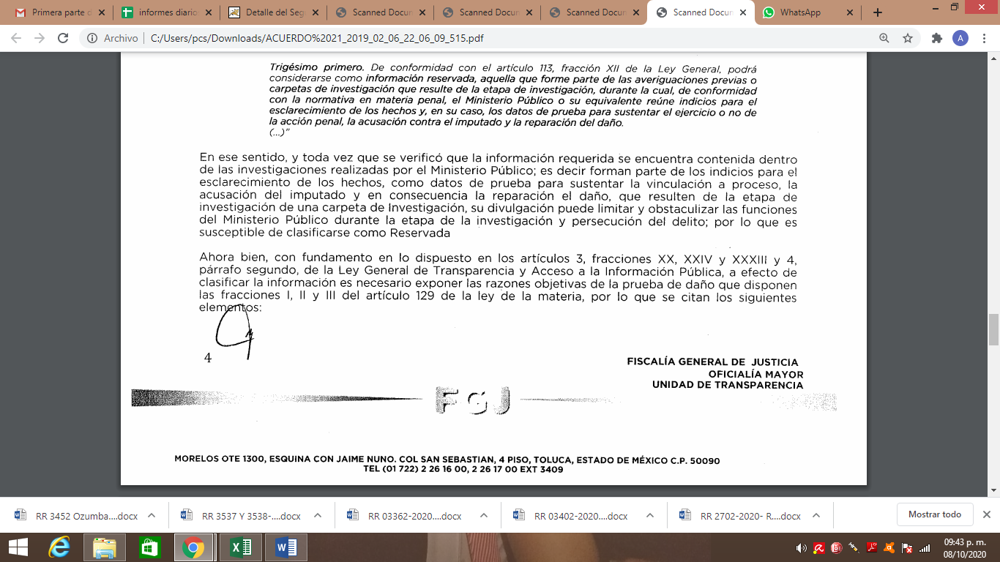 Primera parte d
informes diario
Detalle del Seg
Scanned Docum
Scanned Docum
Scanned Docum
Scanned Docum
WhatsApp
Archivo
C:/Users/pcs/Downloads/ACUERDO%2021_2019_02_06_22_06_09_515.pdf
A
Trigésimo primero. De conformidad con el artículo 113, fracción XII de la Ley General, podrá
considerarse como información reservada, aquella que forme parte de las averiguaciones previas o
carpetas de investigación que resulte de la etapa de investigación, durante la cual, de conformidad
con la normativa en materia penal, el Ministerio Público o su equivalente reúne indicios para el
esclarecimiento de los hechos y, en su caso, los datos de prueba para sustentar el ejercicio o no de
la acción penal, la acusación contra el imputado y la reparación del daño.
(...)"
En ese sentido, y toda vez que se verificó que la información requerida se encuentra contenida dentro
de las investigaciones realizadas por el Ministerio Público; es decir forman parte de los indicios para el
esclarecimiento de los hechos, como datos de prueba para sustentar la vinculación a proceso, la
acusación del imputado y en consecuencia la reparación el daño, que resulten de la etapa de
investigación de una carpeta de Investigación, su divulgación puede limitar y obstaculizar las funciones
del Ministerio Público durante la etapa de la investigación y persecución del delito; por lo que es
susceptible de clasificarse como Reservada
Ahora bien, con fundamento en lo dispuesto en los artículos 3, fracciones XX, XXIV y XXXIII y 4,
párrafo segundo, de la Ley General de Transparencia y Acceso a la Información Pública, a efecto de
clasificar la información es necesario exponer las razones objetivas de la prueba de daño que disponen
las fracciones I, II y III del artículo 129 de la ley de la materia, por lo que se citan los siguientes
elementos:
4
FISCALÍA GENERAL DE JUSTICIA
OFICIALÍA MAYOR
UNIDAD DE TRANSPARENCIA
FGJ
MORELOS OTE 1300, ESQUINA CON JAIME NUNO. COL SAN SEBASTIAN, 4 PISO, TOLUCA, ESTADO DE MÉXICO C.P. 50090
TEL (01 722) 2 26 16 00, 2 26 17 00 EXT 3409
RR 3452 Ozumba....docx
RR 3537 Y 3538-....docx
RR 03362-2020....docx
RR 03402-2020....docx
RR 2702-2020- R....docx
Mostrar todo
09:43 p. m.
08/10/2020